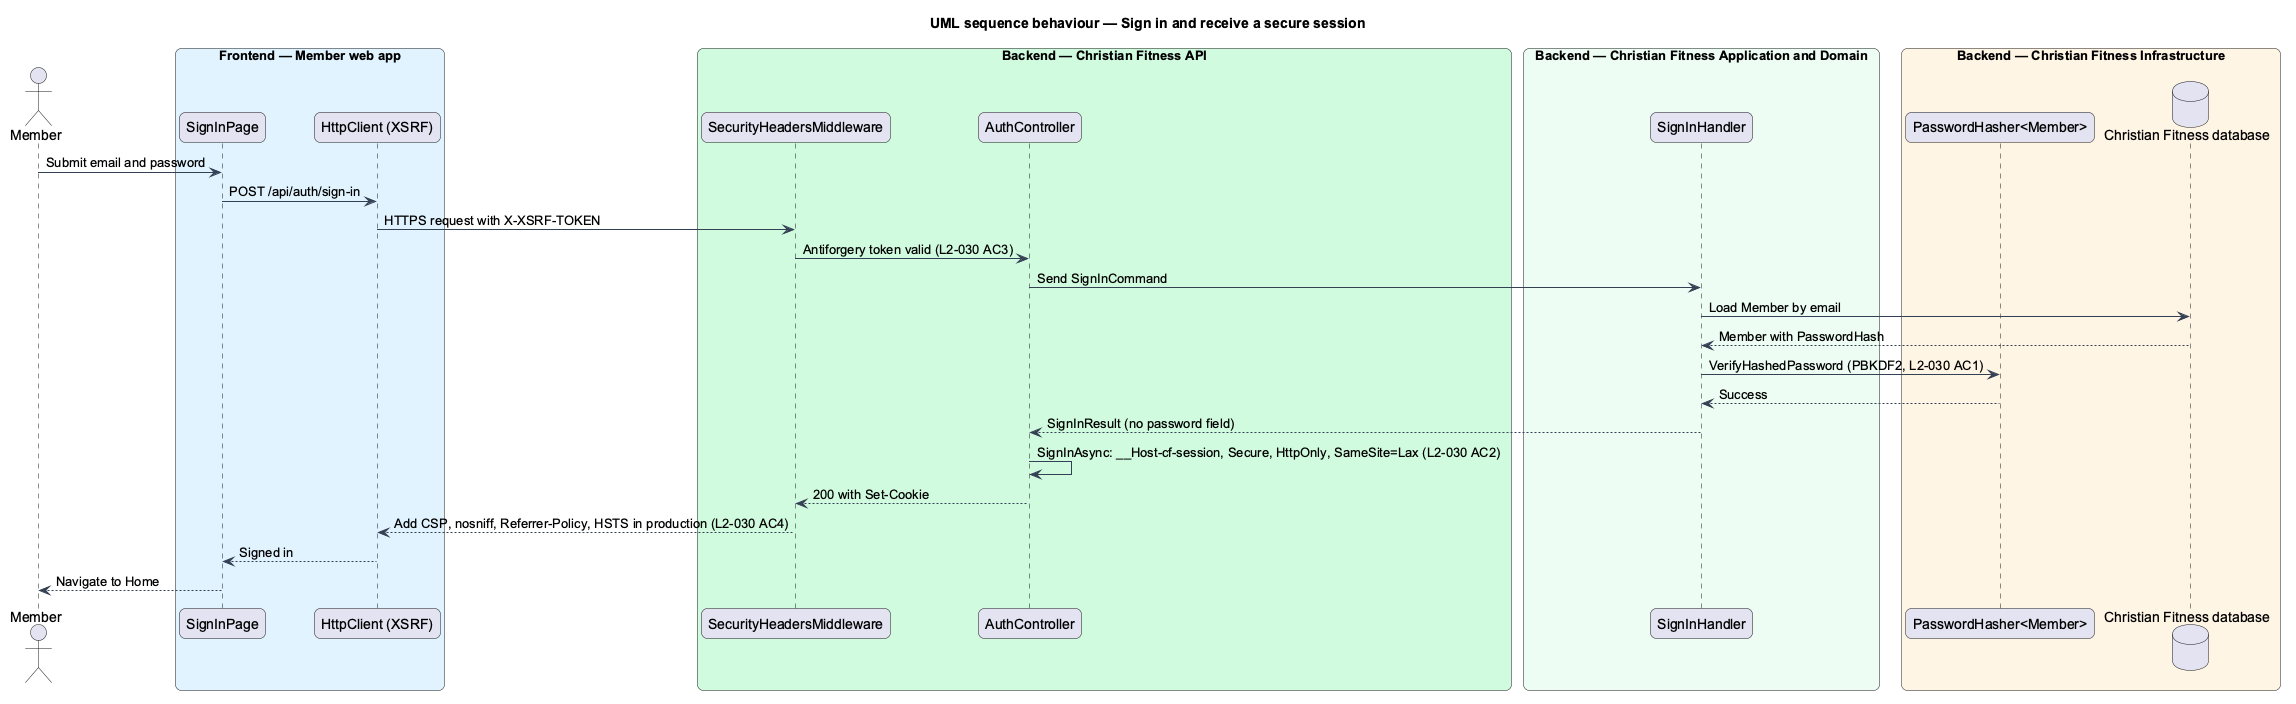 UML sequence behaviour — Sign in and receive a secure session
Frontend — Member web app
Backend — Christian Fitness API
Backend — Christian Fitness Application and Domain
Backend — Christian Fitness Infrastructure
Member
SignInPage
HttpClient (XSRF)
SecurityHeadersMiddleware
AuthController
SignInHandler
PasswordHasher<Member>
Christian Fitness database
Submit email and password
POST /api/auth/sign-in
HTTPS request with X-XSRF-TOKEN
Antiforgery token valid (L2-030 AC3)
Send SignInCommand
Load Member by email
Member with PasswordHash
VerifyHashedPassword (PBKDF2, L2-030 AC1)
Success
SignInResult (no password field)
SignInAsync: __Host-cf-session, Secure, HttpOnly, SameSite=Lax (L2-030 AC2)
200 with Set-Cookie
Add CSP, nosniff, Referrer-Policy, HSTS in production (L2-030 AC4)
Signed in
Navigate to Home
Member
SignInPage
HttpClient (XSRF)
SecurityHeadersMiddleware
AuthController
SignInHandler
PasswordHasher<Member>
Christian Fitness database